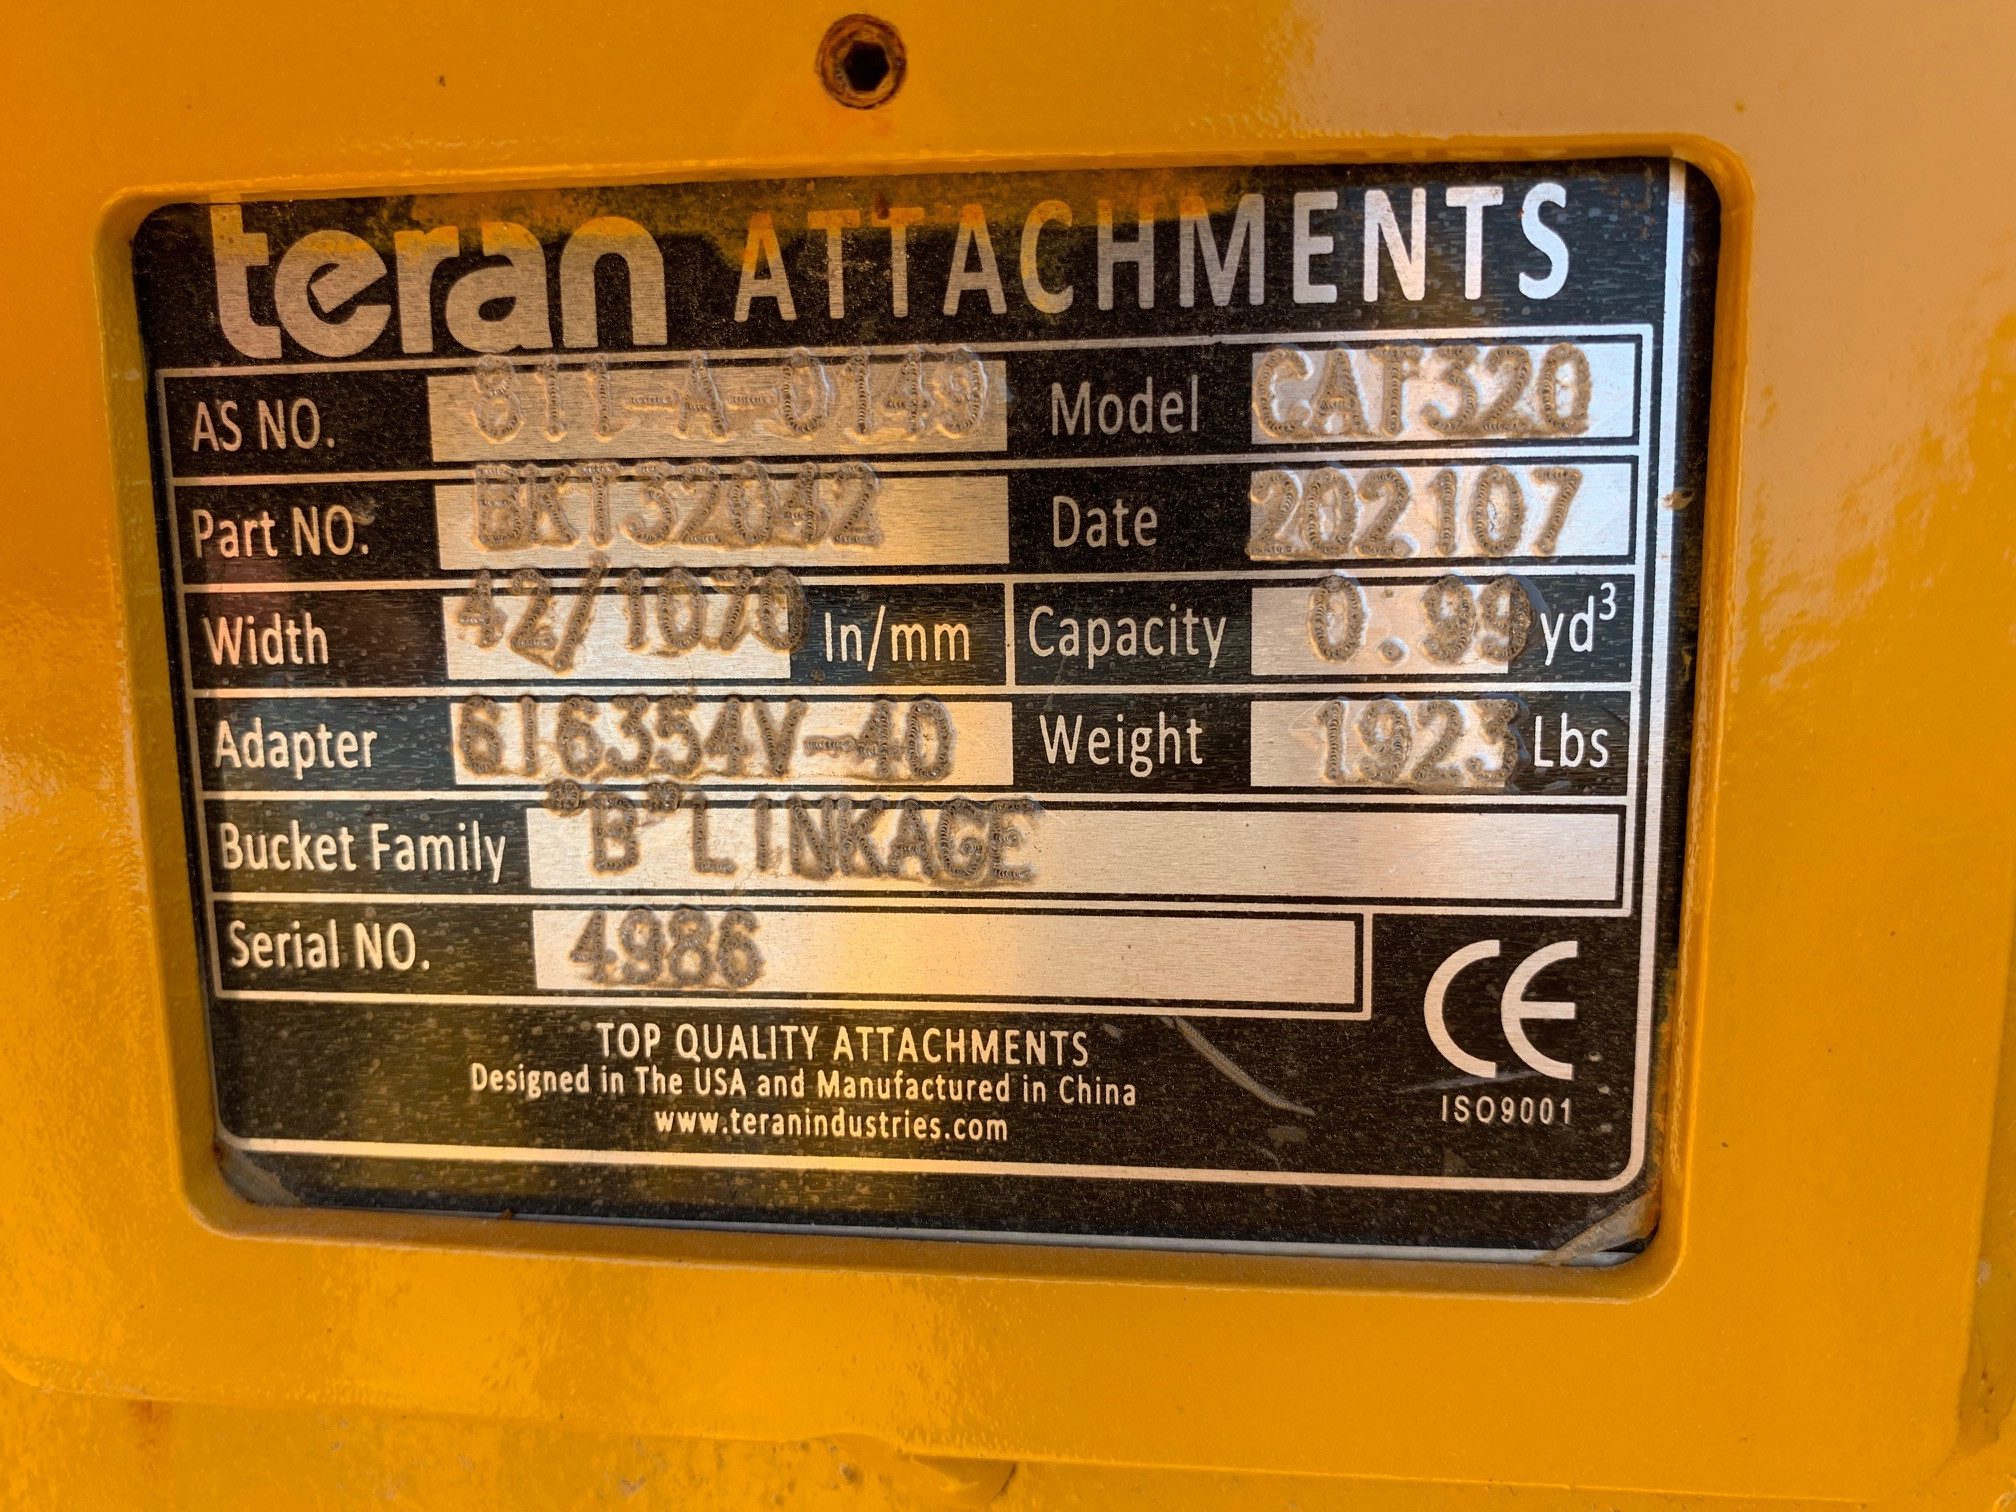 teran ATTACHMENTS
AS NO. 811-A-0149 Model CAT320
Part NO. BKT32042 Date 202107
Width 42/1070 In/mm Capacity 0.99 yd³
Adapter 616354V-40 Weight 1923 Lbs
Bucket Family "B"LINKAGE
Serial NO. 4986
CE
ISO9001
TOP QUALITY ATTACHMENTS
Designed in The USA and Manufactured in China
www.teranindustries.com